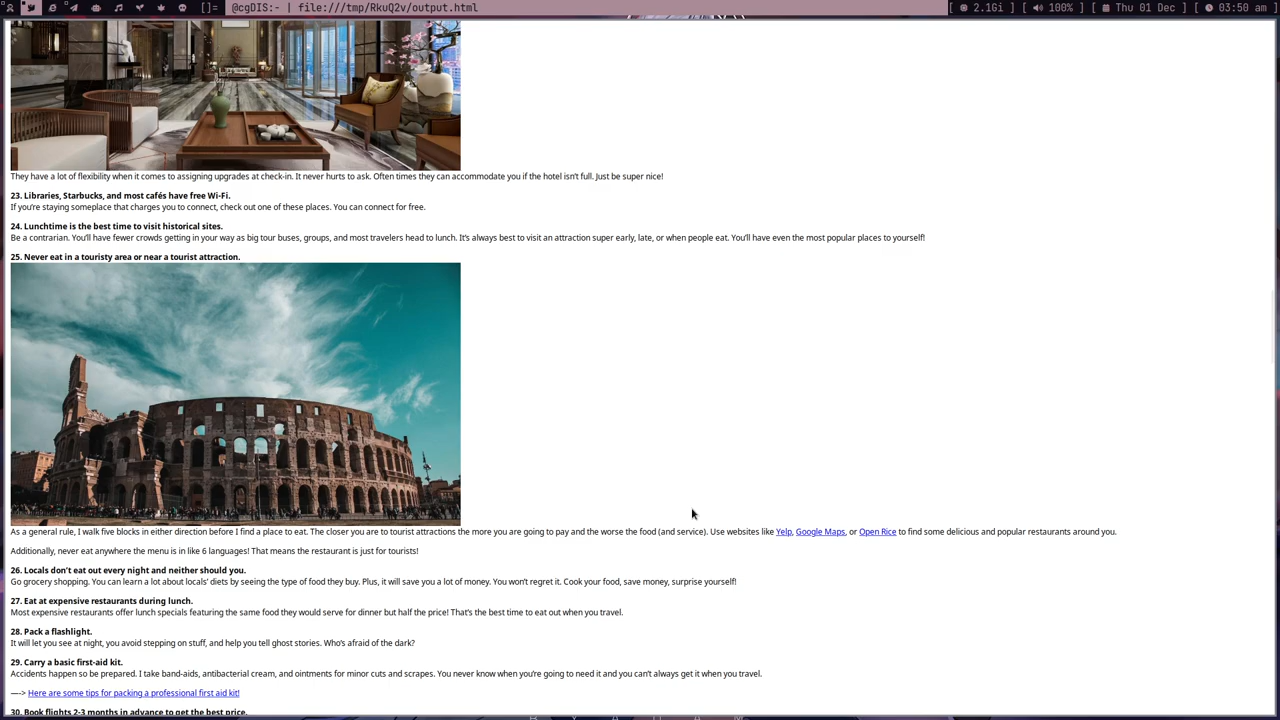 []= @cgDIS:- | file:///tmp/RkuQ2v/output.html [ 2.1Gi ] [ 100% ] [ Thu 01 Dec ] [ 03:50 am ]
They have a lot of flexibility when it comes to assigning upgrades at check-in. It never hurts to ask. Often times they can accommodate you if the hotel isn't full. Just be super nice!
23. Libraries, Starbucks, and most cafés have free Wi-Fi.
If you're staying someplace that charges you to connect, check out one of these places. You can connect for free.
24. Lunchtime is the best time to visit historical sites.
Be a contrarian. You'll have fewer crowds getting in your way as big tour buses, groups, and most travelers head to lunch. It's always best to visit an attraction super early, late, or when people eat. You'll have even the most popular places to yourself!
25. Never eat in a touristy area or near a tourist attraction.
As a general rule, I walk five blocks in either direction before I find a place to eat. The closer you are to tourist attractions the more you are going to pay and the worse the food (and service). Use websites like Yelp, Google Maps, or Open Rice to find some delicious and popular restaurants around you.
Additionally, never eat anywhere the menu is in like 6 languages! That means the restaurant is just for tourists!
26. Locals don't eat out every night and neither should you.
Go grocery shopping. You can learn a lot about locals' diets by seeing the type of food they buy. Plus, it will save you a lot of money. You won't regret it. Cook your food, save money, surprise yourself!
27. Eat at expensive restaurants during lunch.
Most expensive restaurants offer lunch specials featuring the same food they would serve for dinner but half the price! That's the best time to eat out when you travel.
28. Pack a flashlight.
It will let you see at night, you avoid stepping on stuff, and help you tell ghost stories. Who's afraid of the dark?
29. Carry a basic first-aid kit.
Accidents happen so be prepared. I take band-aids, antibacterial cream, and ointments for minor cuts and scrapes. You never know when you're going to need it and you can't always get it when you travel.
—-> Here are some tips for packing a professional first aid kit!
30. Book flights 2-3 months in advance to get the best price.